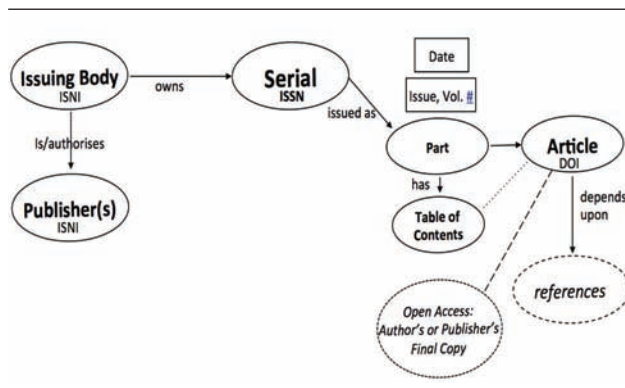 Issuing Body
ISNI
owns
Serial
ISSN
Date
Issue, Vol. #
issued as
Is/authorises
Part
Article
DOI
has
Publisher(s)
ISNI
Table of
Contents
depends
upon
references
Open Access:
Author's or Publisher's
Final Copy